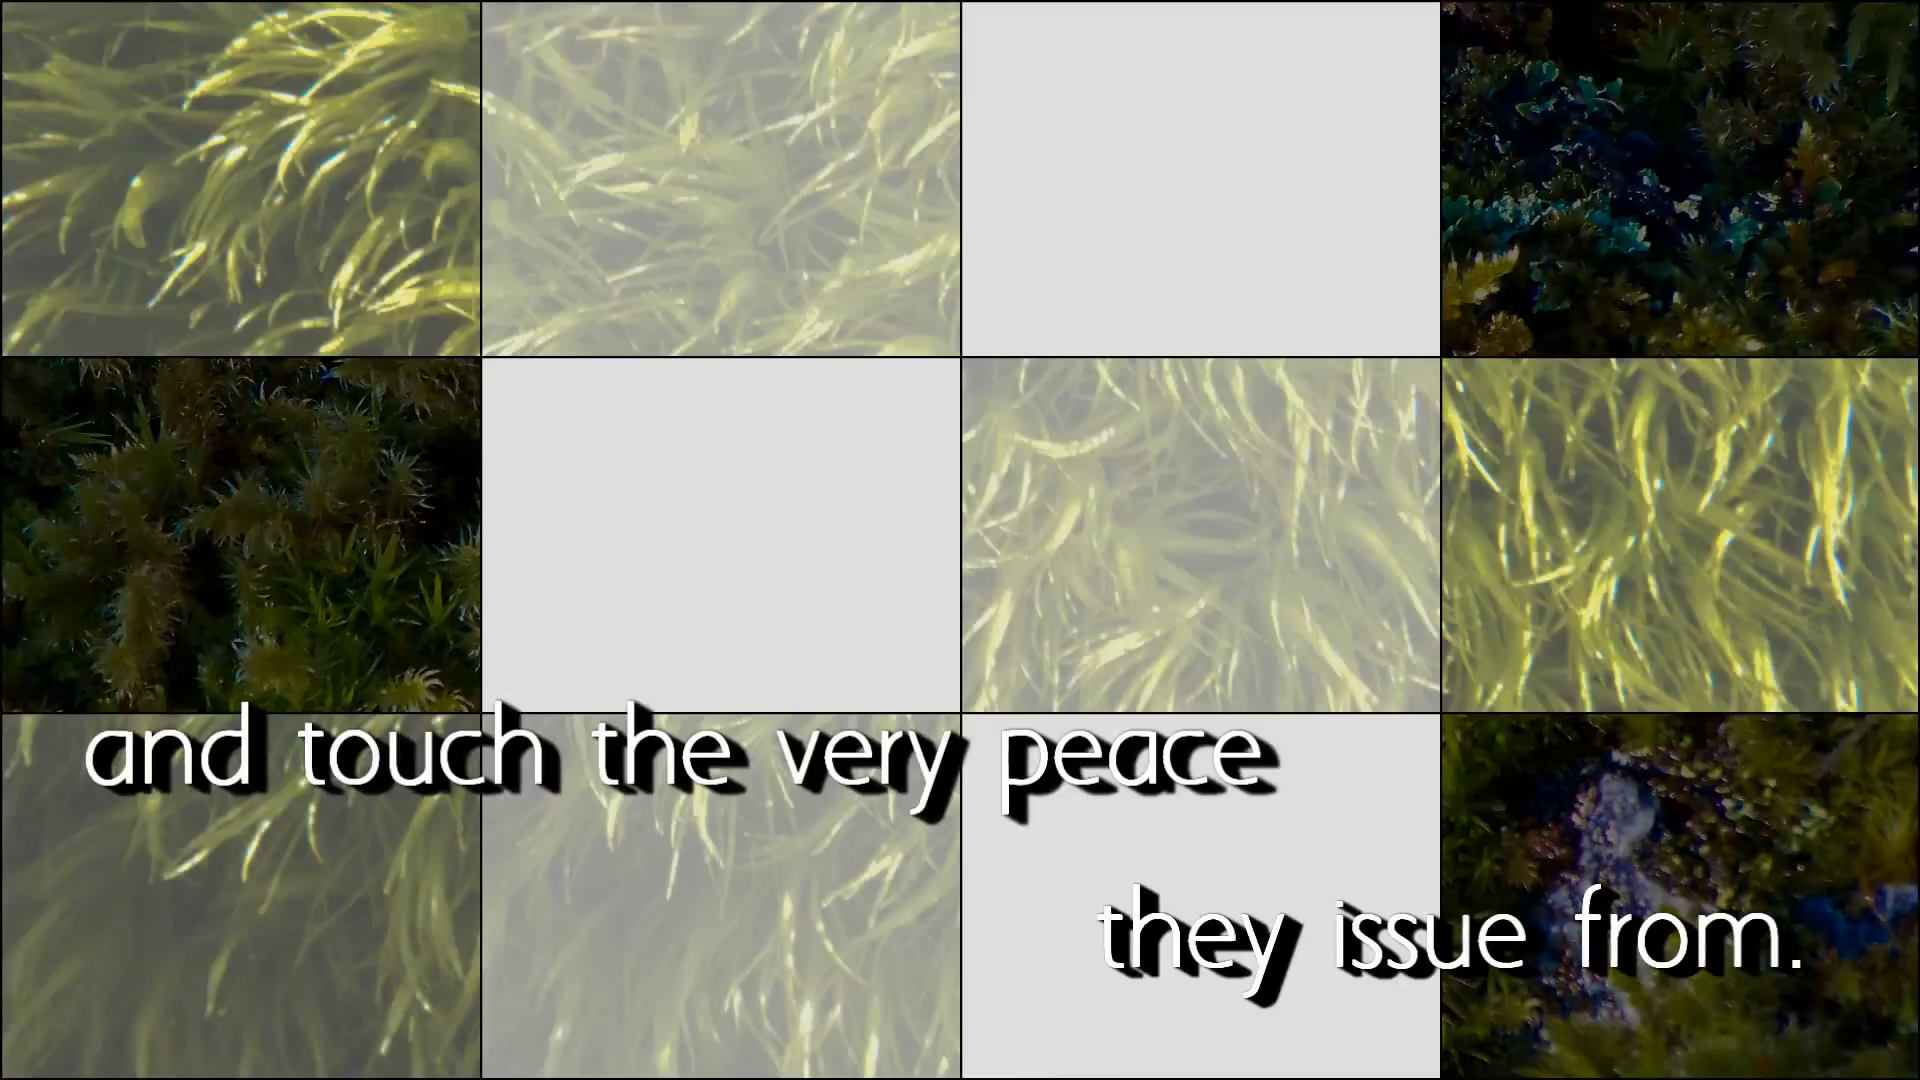 and touch the very peace
they issue from.